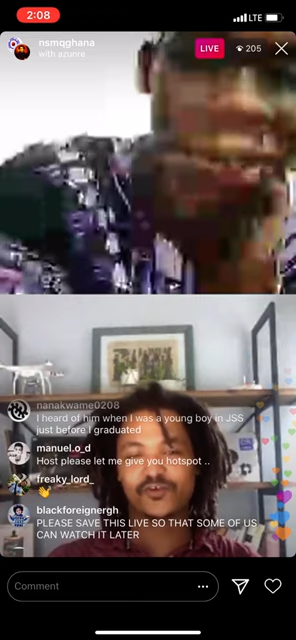 2:08
LTE
nsmqghana
with azunre
LIVE
205
nanakwame0208
I heard of him when I was a young boy in JSS
just before I graduated
manuel.o_d
Host please let me give you hotspot ..
freaky_lord_
👋
blackforeignergh
PLEASE SAVE THIS LIVE SO THAT SOME OF US
CAN WATCH IT LATER
Comment